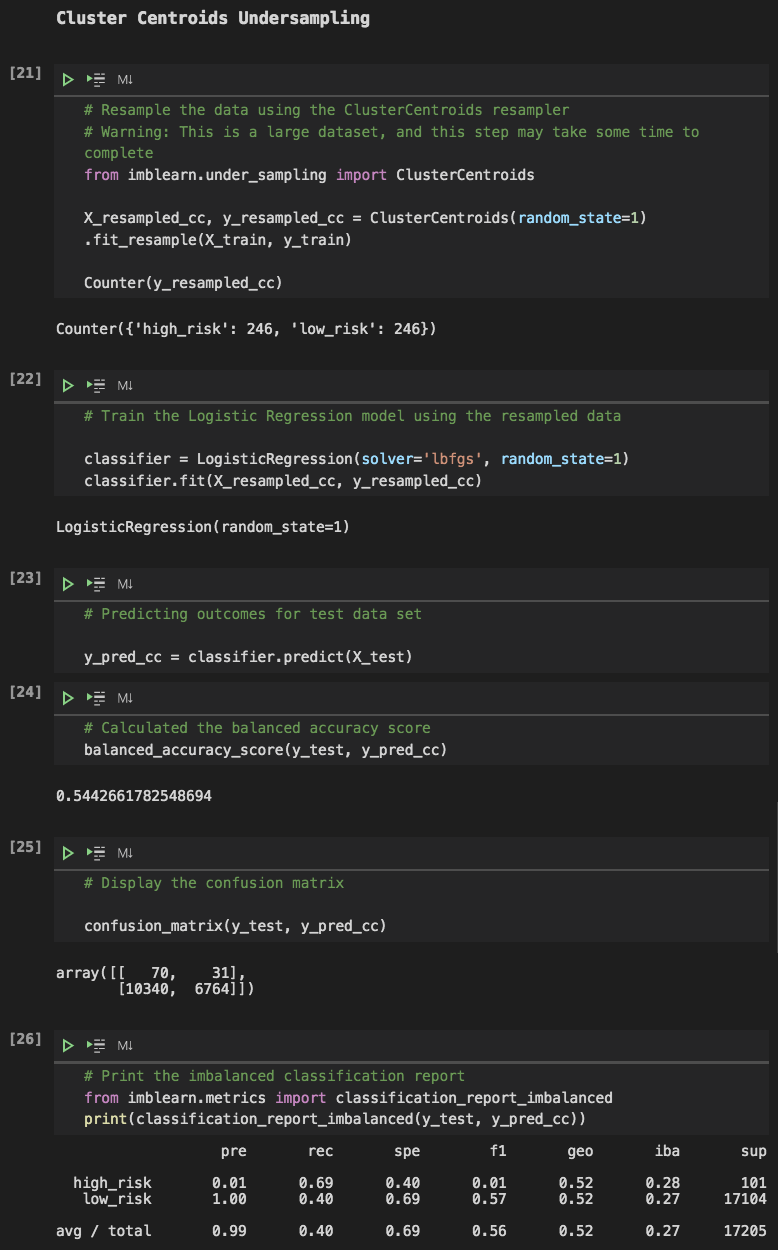 Cluster Centroids Undersampling
[21]
M↓
# Resample the data using the ClusterCentroids resampler
# Warning: This is a large dataset, and this step may take some time to
complete
from imblearn.under_sampling import ClusterCentroids
X_resampled_cc, y_resampled_cc = ClusterCentroids(random_state=1)
.fit_resample(X_train, y_train)
Counter(y_resampled_cc)
Counter({'high_risk': 246, 'low_risk': 246})
[22]
M↓
# Train the Logistic Regression model using the resampled data
classifier = LogisticRegression(solver='lbfgs', random_state=1)
classifier.fit(X_resampled_cc, y_resampled_cc)
LogisticRegression(random_state=1)
[23]
M↓
# Predicting outcomes for test data set
y_pred_cc = classifier.predict(X_test)
[24]
M↓
# Calculated the balanced accuracy score
balanced_accuracy_score(y_test, y_pred_cc)
0.5442661782548694
[25]
M↓
# Display the confusion matrix
confusion_matrix(y_test, y_pred_cc)
array([[   70,    31],
       [10340,  6764]])
[26]
M↓
# Print the imbalanced classification report
from imblearn.metrics import classification_report_imbalanced
print(classification_report_imbalanced(y_test, y_pred_cc))
pre rec spe f1 geo iba sup
high_risk 0.01 0.69 0.40 0.01 0.52 0.28 101
low_risk 1.00 0.40 0.69 0.57 0.52 0.27 17104
avg / total 0.99 0.40 0.69 0.56 0.52 0.27 17205